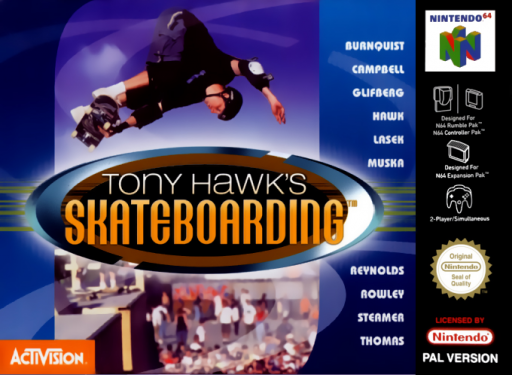 NINTENDO 64
BURNQUIST
CAMPBELL
GLIFBERG
HAWK
LASEK
MUSKA
Designed For
N64 Rumble Pak™
N64 Controller Pak™
Designed For
N64 Expansion Pak™
2-Player/Simultaneous
TONY HAWK'S
SKATEBOARDING™
Original
Nintendo
Seal of
Quality
REYNOLDS
ROWLEY
STEAMER
THOMAS
ACTIVISION.
LICENSED BY
Nintendo
PAL VERSION